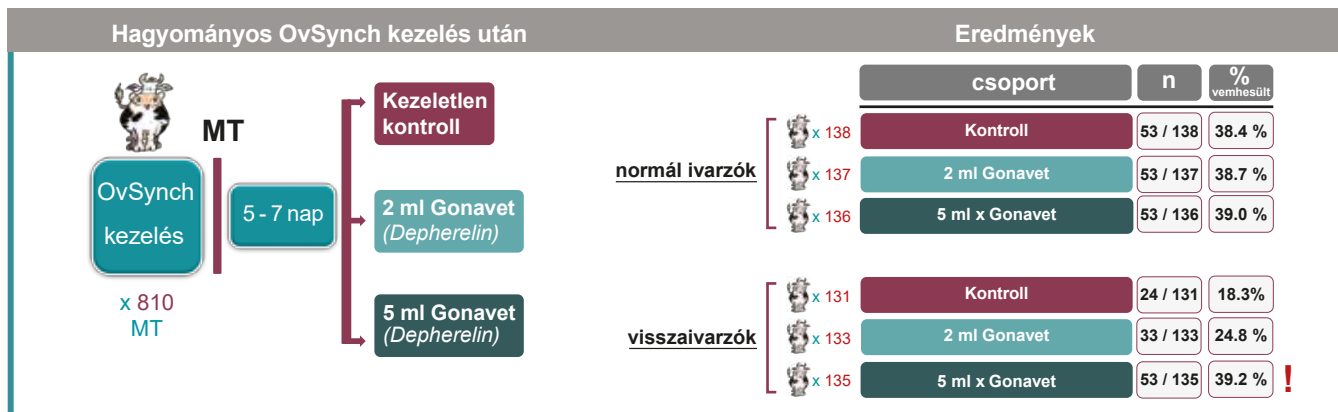 Hagyományos OvSynch kezelés után
Eredmények
MT
OvSynch
kezelés
x 810
MT
5 - 7 nap
Kezeletlen
kontroll
2 ml Gonavet
(Depherelin)
5 ml Gonavet
(Depherelin)
csoport n % vemhesült
normál ivarzók
x 138 Kontroll 53 / 138 38.4 %
x 137 2 ml Gonavet 53 / 137 38.7 %
x 136 5 ml x Gonavet 53 / 136 39.0 %
visszaivarzók
x 131 Kontroll 24 / 131 18.3%
x 133 2 ml Gonavet 33 / 133 24.8 %
x 135 5 ml x Gonavet 53 / 135 39.2 % !